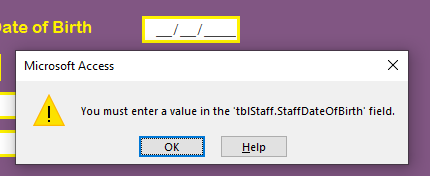 Date of Birth
__/__/____
Microsoft Access
You must enter a value in the 'tblStaff.StaffDateOfBirth' field.
OK
Help